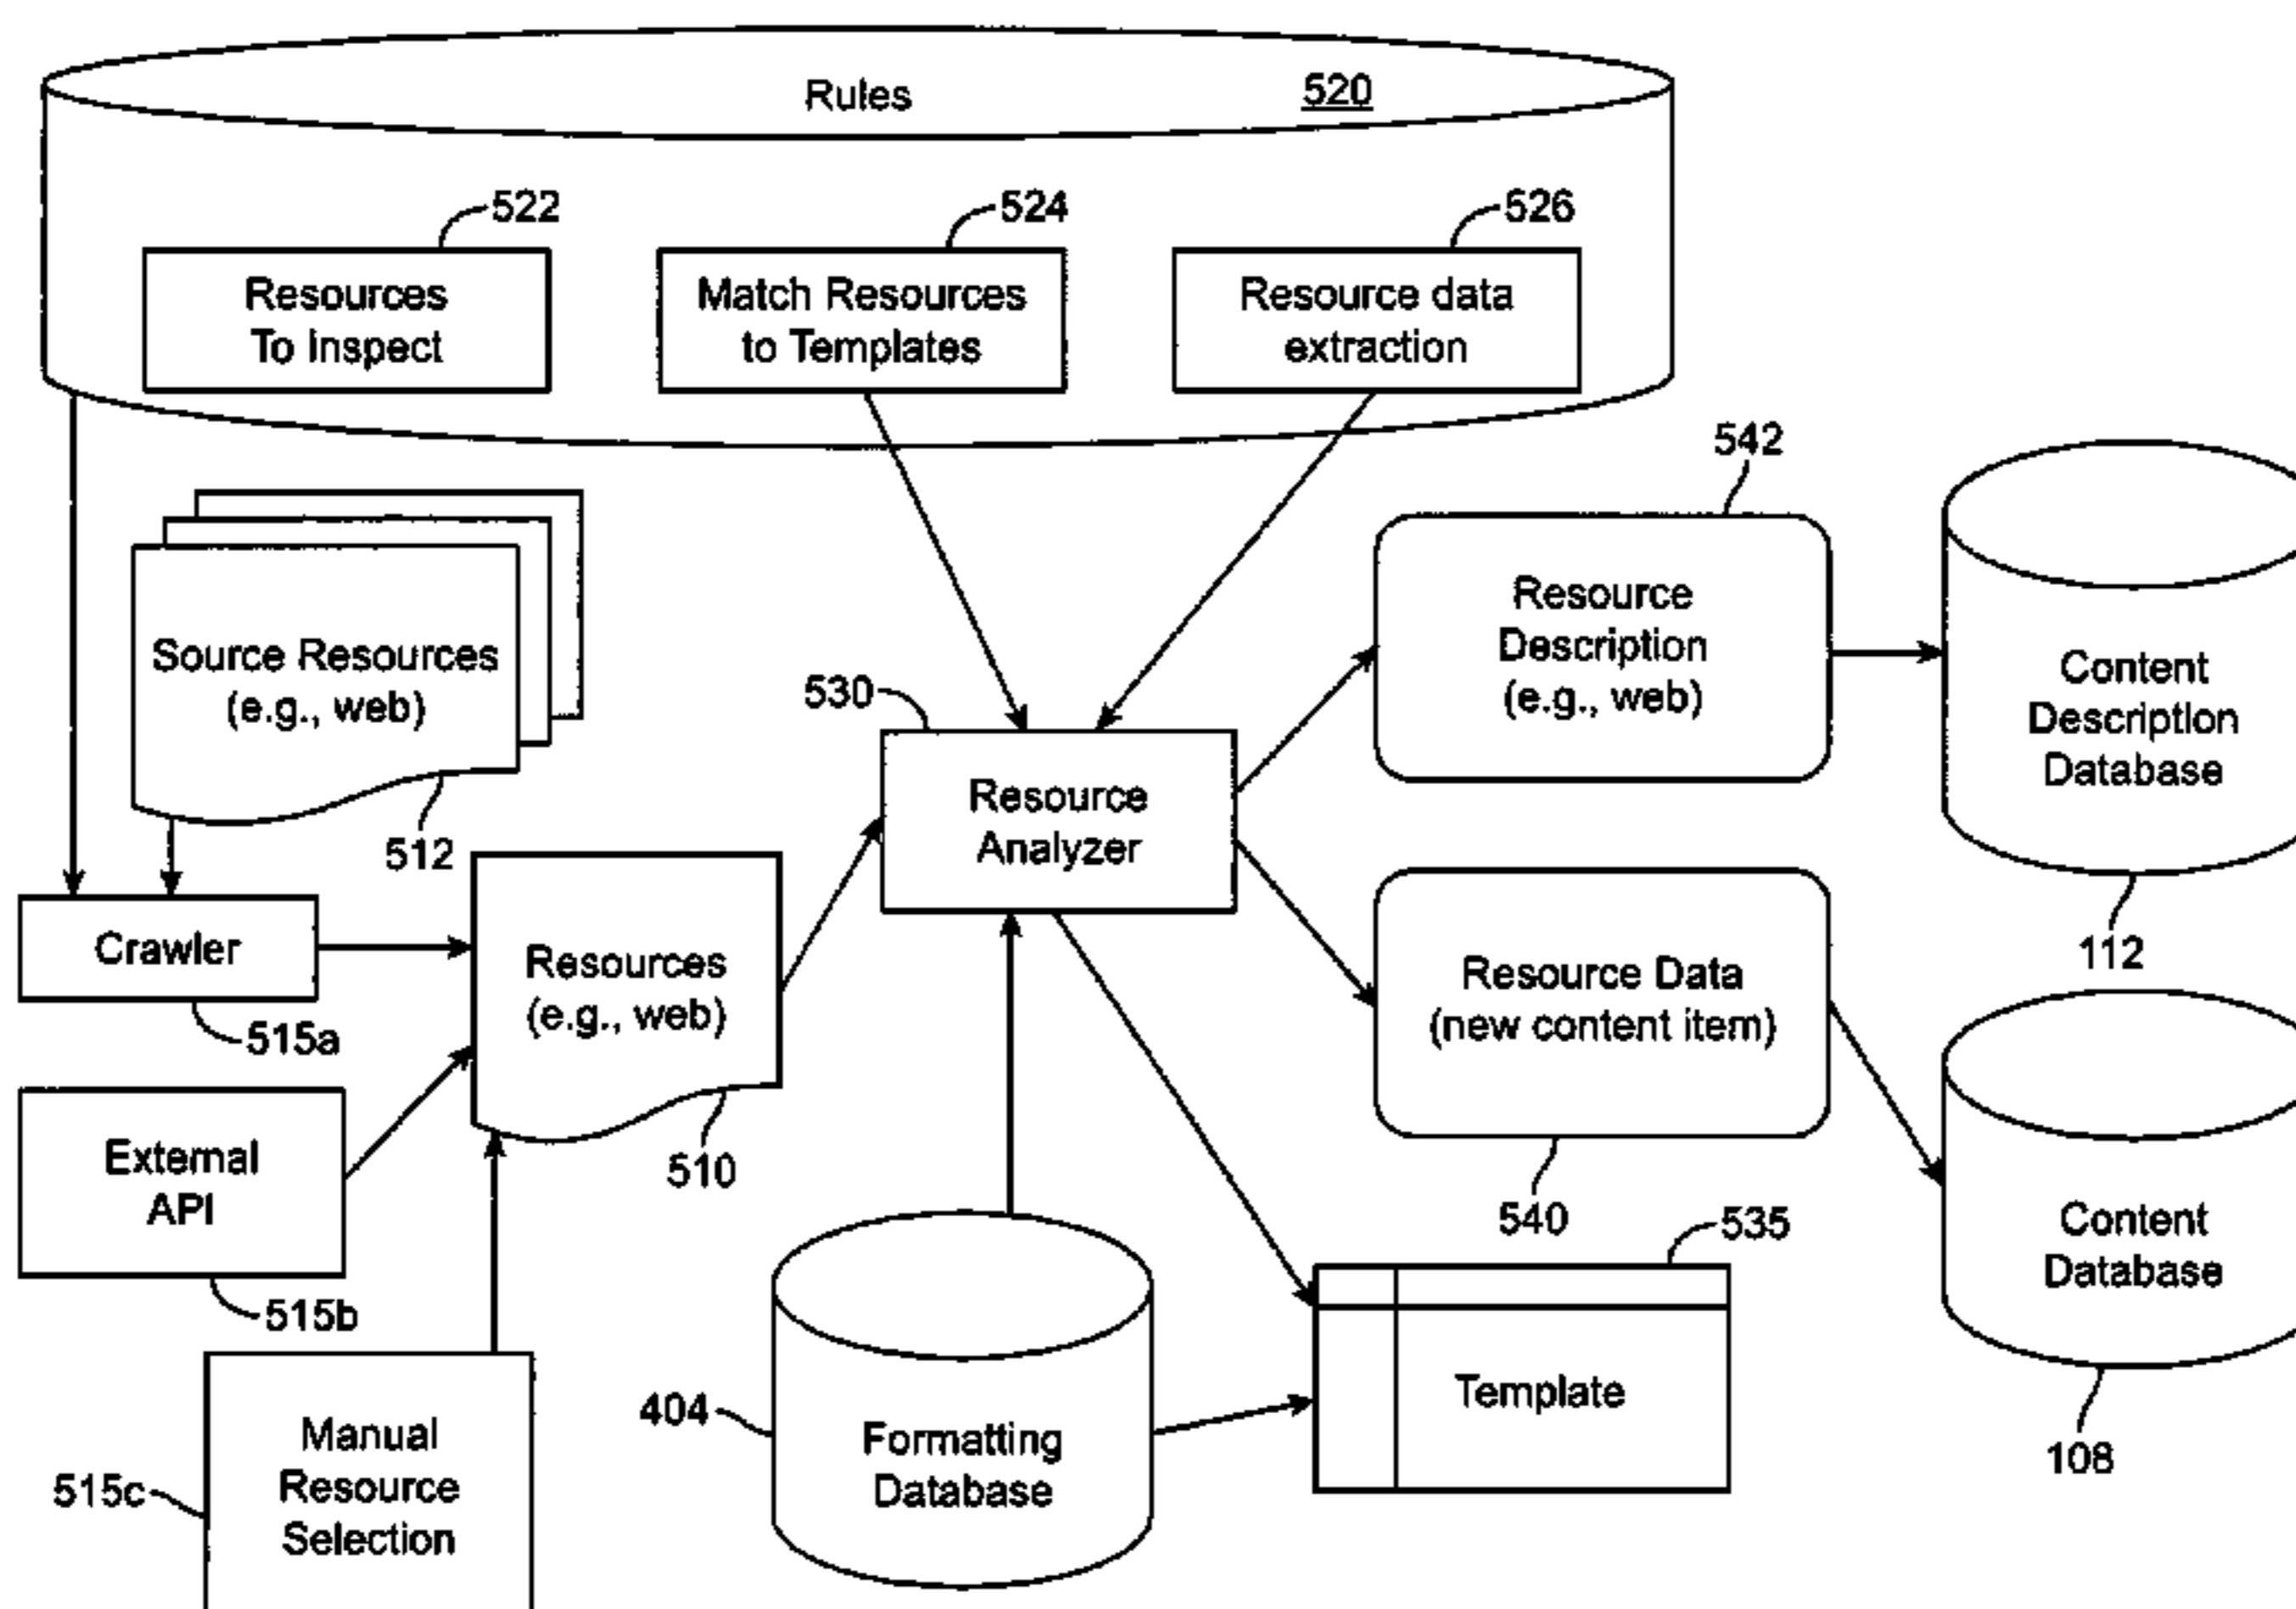 Rules
520
522
524
526
Resources
To Inspect
Match Resources
to Templates
Resource data
extraction
542
Source Resources
(e.g., web)
512
530
Resource
Analyzer
Resource
Description
(e.g., web)
Content
Description
Database
112
Crawler
515a
Resources
(e.g., web)
510
Resource Data
(new content item)
540
External
API
515b
535
Content
Database
108
Manual
Resource
Selection
515c
404
Formatting
Database
Template